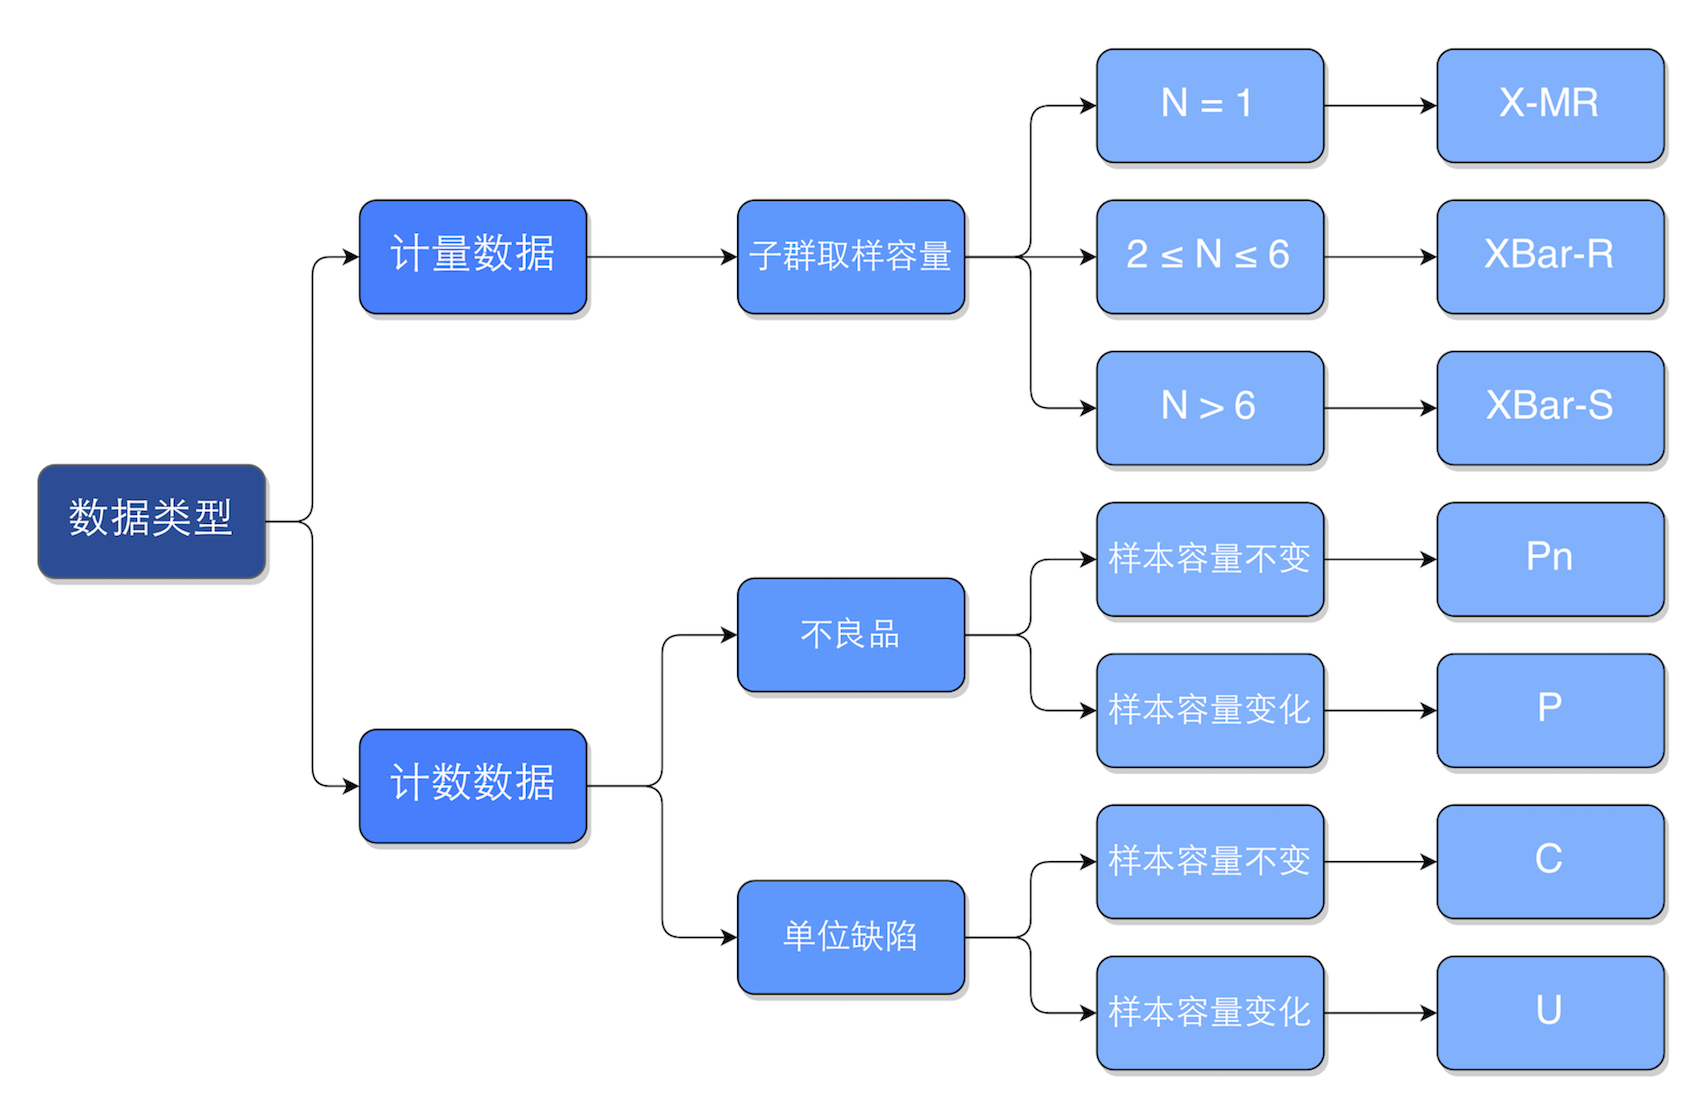 数据类型
计量数据
子群取样容量
N = 1
X-MR
2 ≤ N ≤ 6
XBar-R
N > 6
XBar-S
计数数据
不良品
样本容量不变
Pn
样本容量变化
P
单位缺陷
样本容量不变
C
样本容量变化
U